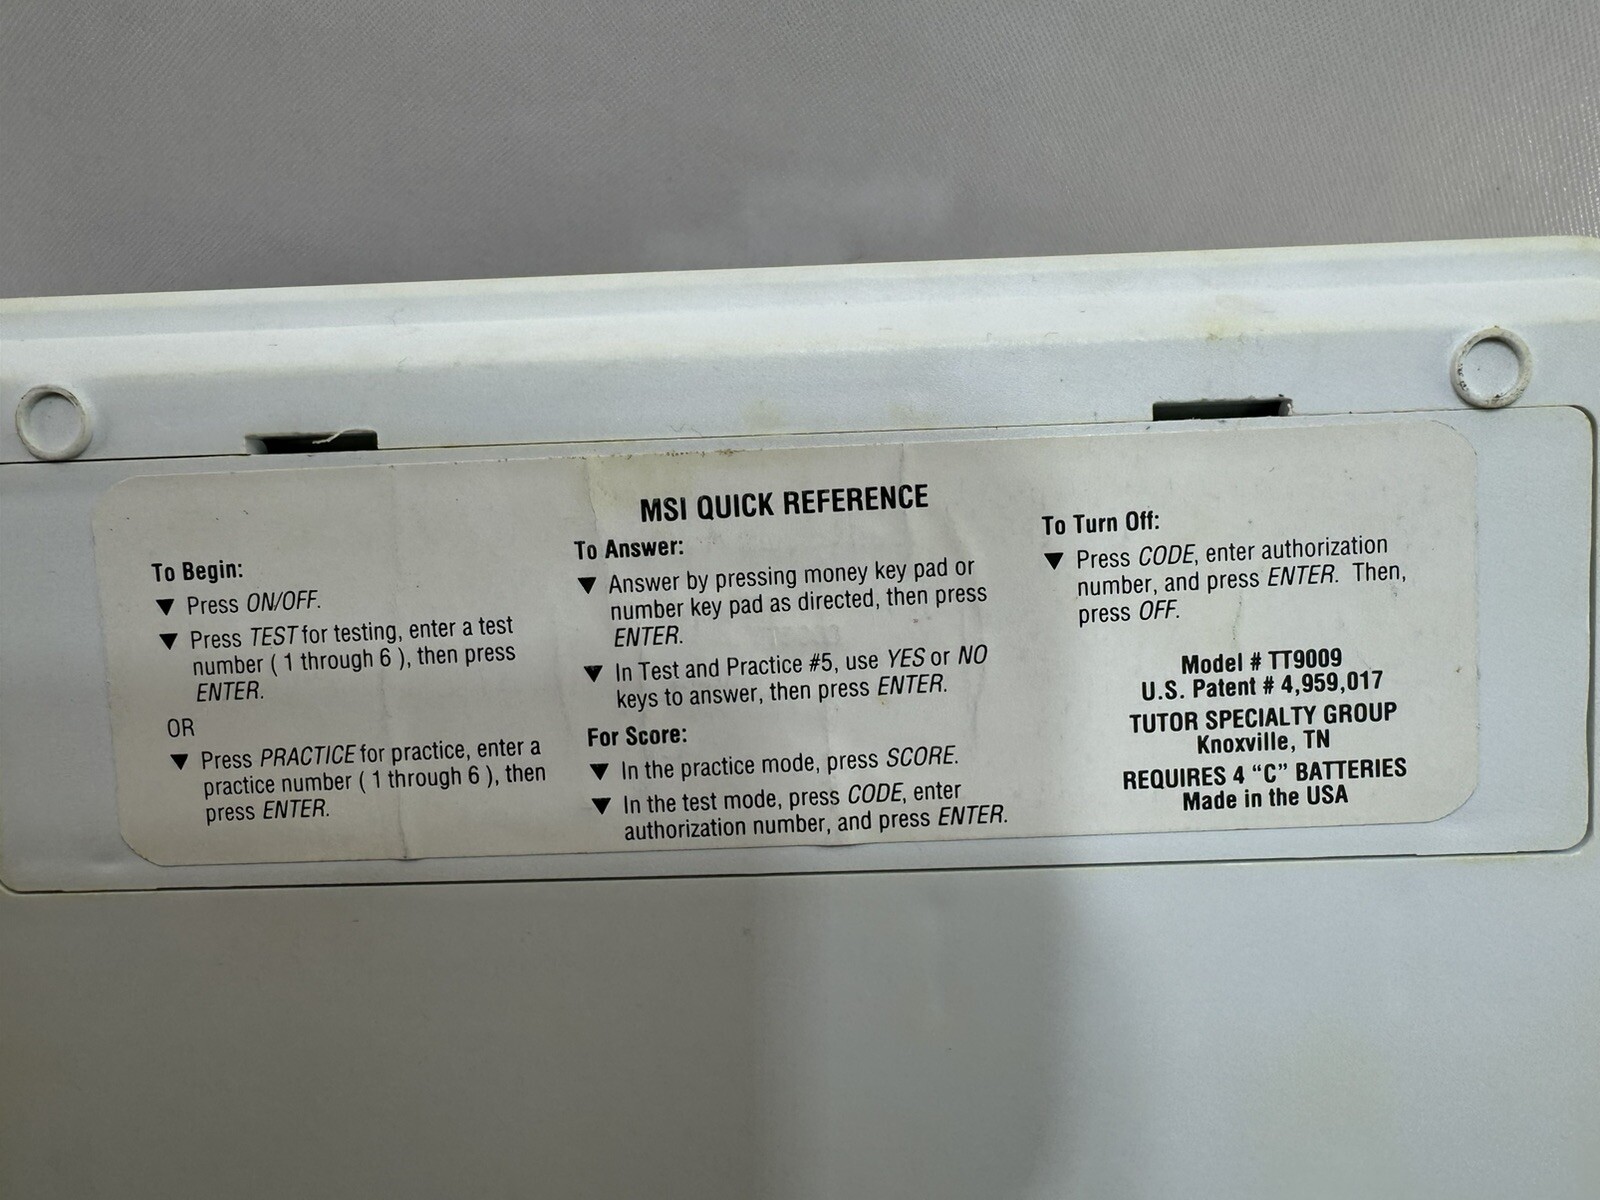 MSI QUICK REFERENCE
To Begin:
▼ Press ON/OFF.
▼ Press TEST for testing, enter a test
number ( 1 through 6 ), then press
ENTER.
OR
▼ Press PRACTICE for practice, enter a
practice number ( 1 through 6 ), then
press ENTER.
To Answer:
▼ Answer by pressing money key pad or
number key pad as directed, then press
ENTER.
▼ In Test and Practice #5, use YES or NO
keys to answer, then press ENTER.
For Score:
▼ In the practice mode, press SCORE.
▼ In the test mode, press CODE, enter
authorization number, and press ENTER.
To Turn Off:
▼ Press CODE, enter authorization
number, and press ENTER. Then,
press OFF.
Model # TT9009
U.S. Patent # 4,959,017
TUTOR SPECIALTY GROUP
Knoxville, TN
REQUIRES 4 “C” BATTERIES
Made in the USA